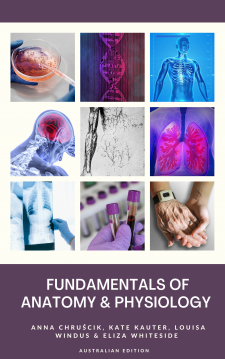 FUNDAMENTALS OF
ANATOMY & PHYSIOLOGY
ANNA CHRUŚCIK, KATE KAUTER, LOUISA
WINDUS & ELIZA WHITESIDE
AUSTRALIAN EDITION